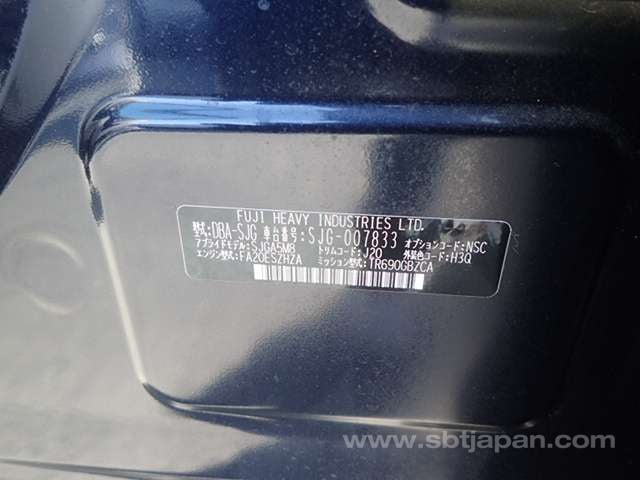 FUJI HEAVY INDUSTRIES LTD.
型式:DBA-SJG 車台番号:SJG-007833 オプションコード:NSC
アプライドモデル:SJGA5M8 トリムコード:J20 外装色コード:H3Q
エンジン型式:FA20ESZHZA ミッション型式:TR690GBZCA
www.sbtjapan.com